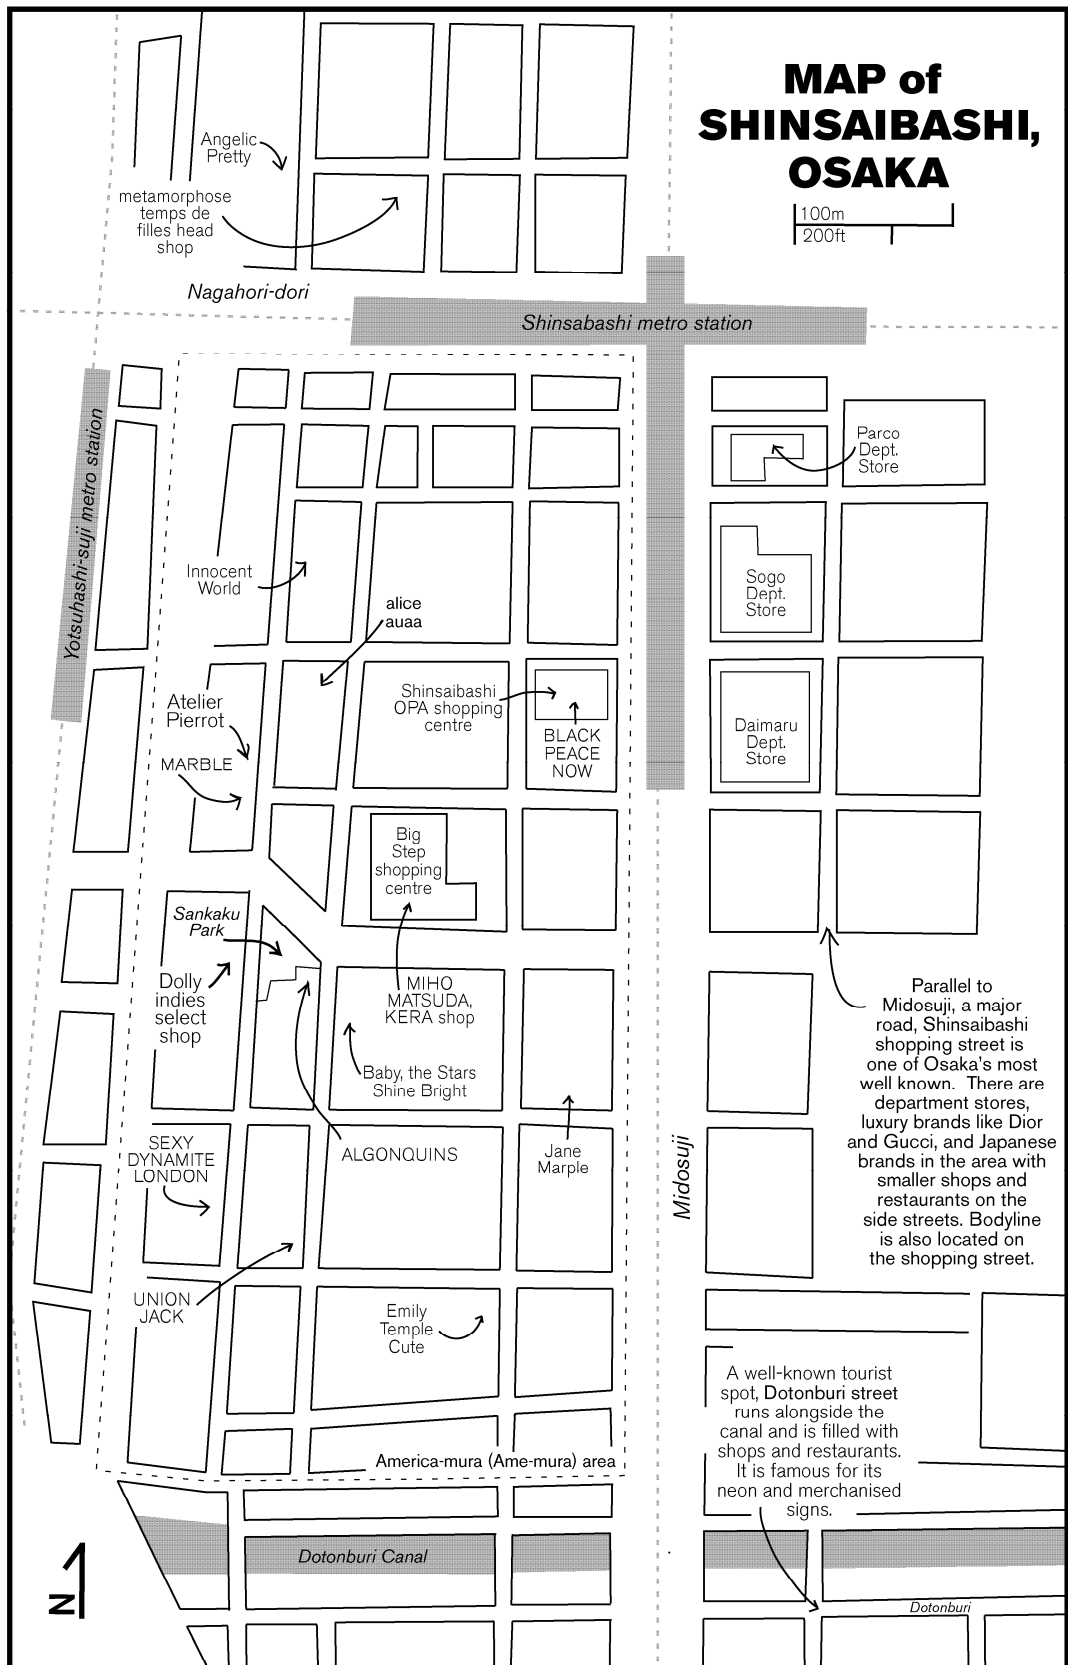 MAP of
SHINSAIBASHI,
OSAKA
100m
200ft
Angelic
Pretty
metamorphose
temps de
filles head
shop
Nagahori-dori
Shinsabashi metro station
Yotsuhashi-suji metro station
Parco
Dept.
Store
Innocent
World
alice
auaa
Sogo
Dept.
Store
Atelier
Pierrot
MARBLE
Shinsaibashi
OPA shopping
centre
BLACK
PEACE
NOW
Daimaru
Dept.
Store
Big
Step
shopping
centre
Sankaku
Park
Dolly
indies
select
shop
MIHO
MATSUDA,
KERA shop
Baby, the Stars
Shine Bright
Parallel to
Midosuji, a major
road, Shinsaibashi
shopping street is
one of Osaka's most
well known. There are
department stores,
luxury brands like Dior
and Gucci, and Japanese
brands in the area with
smaller shops and
restaurants on the
side streets. Bodyline
is also located on
the shopping street.
SEXY
DYNAMITE
LONDON
ALGONQUINS
Jane
Marple
Midosuji
UNION
JACK
Emily
Temple
Cute
America-mura (Ame-mura) area
A well-known tourist
spot, Dotonburi street
runs alongside the
canal and is filled with
shops and restaurants.
It is famous for its
neon and merchanised
signs.
Dotonburi Canal
Dotonburi
N